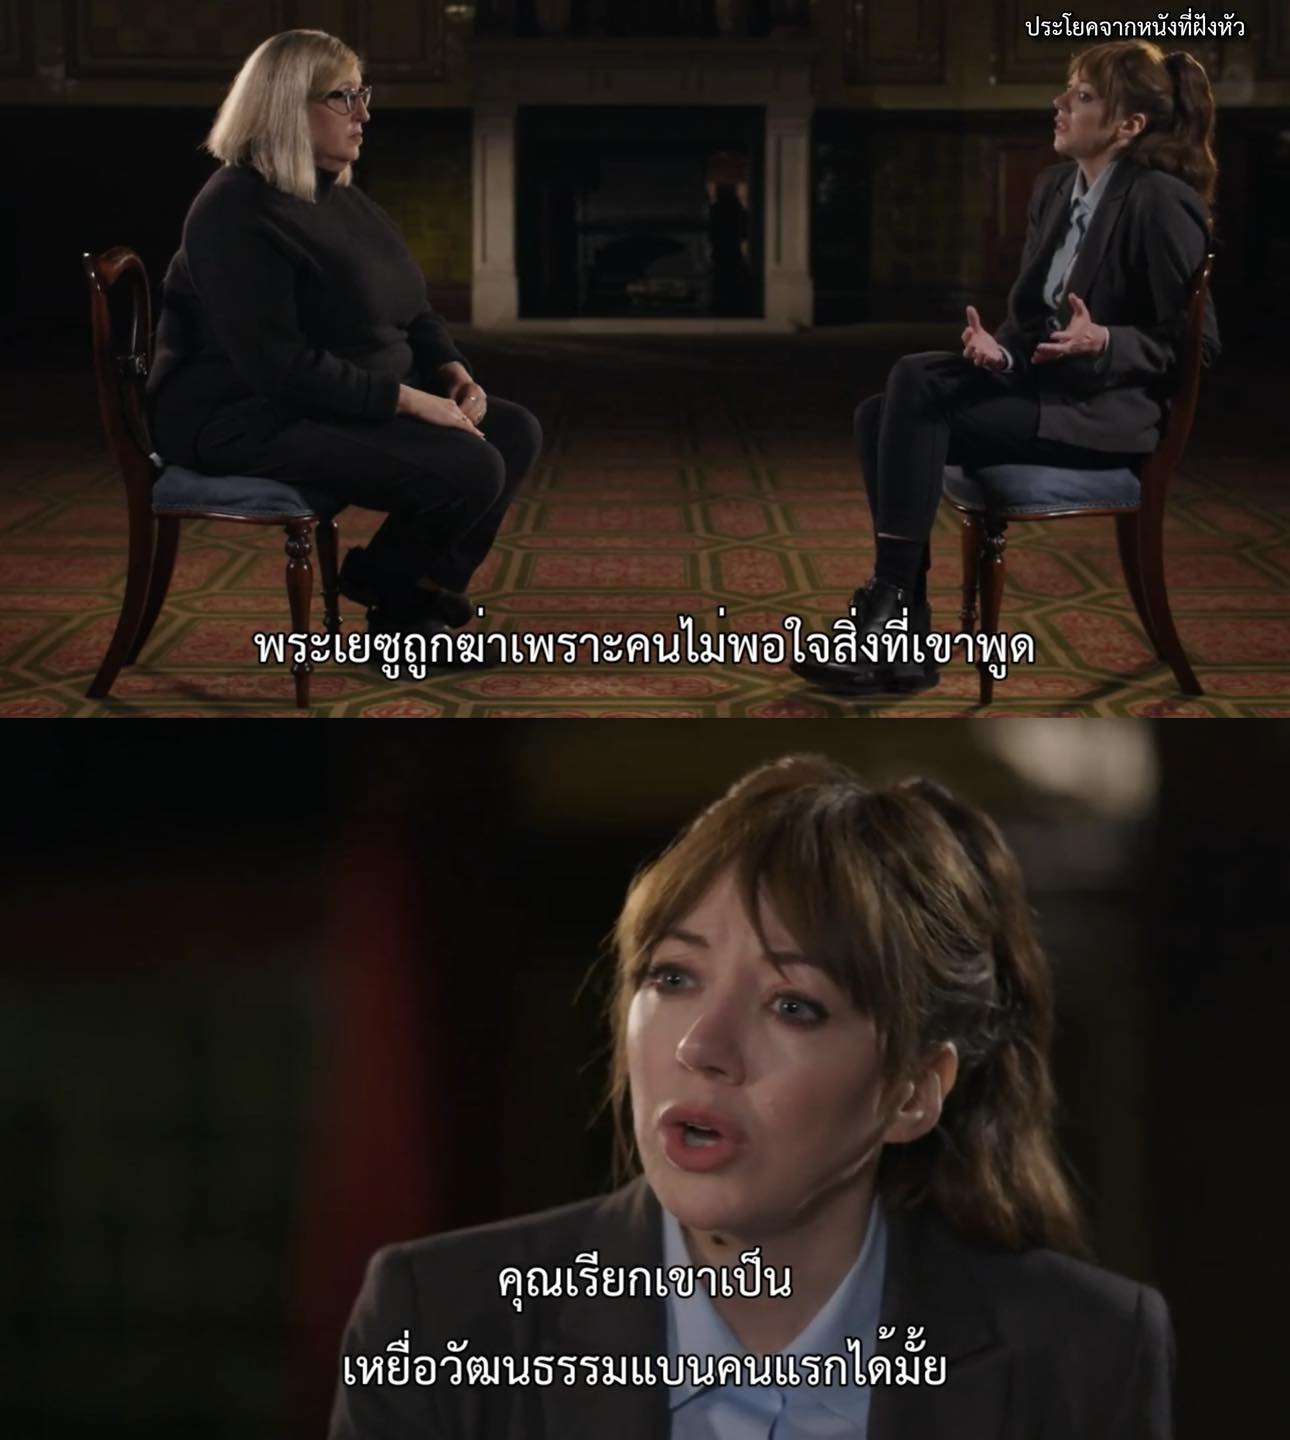 ประโยคจากหนังที่ฝังหัว
พระเยซูถูกฆ่าเพราะคนไม่พอใจสิ่งที่เขาพูด
คุณเรียกเขาเป็น
เหยื่อวัฒนธรรมแบนคนแรกได้มั้ย